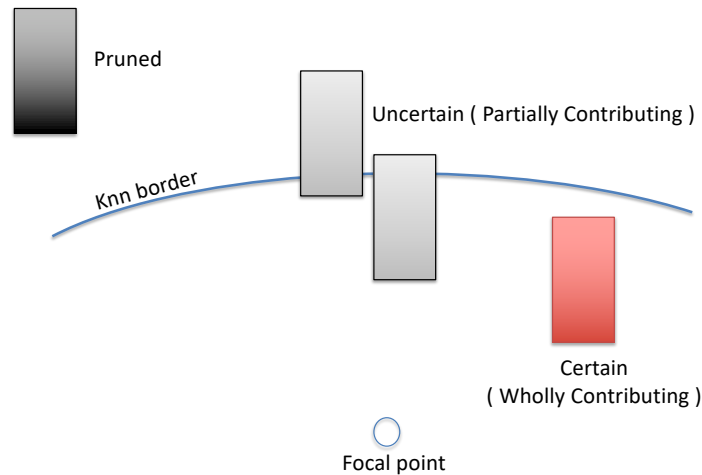 Pruned
Uncertain ( Partially Contributing )
Knn border
Certain
( Wholly Contributing )
Focal point